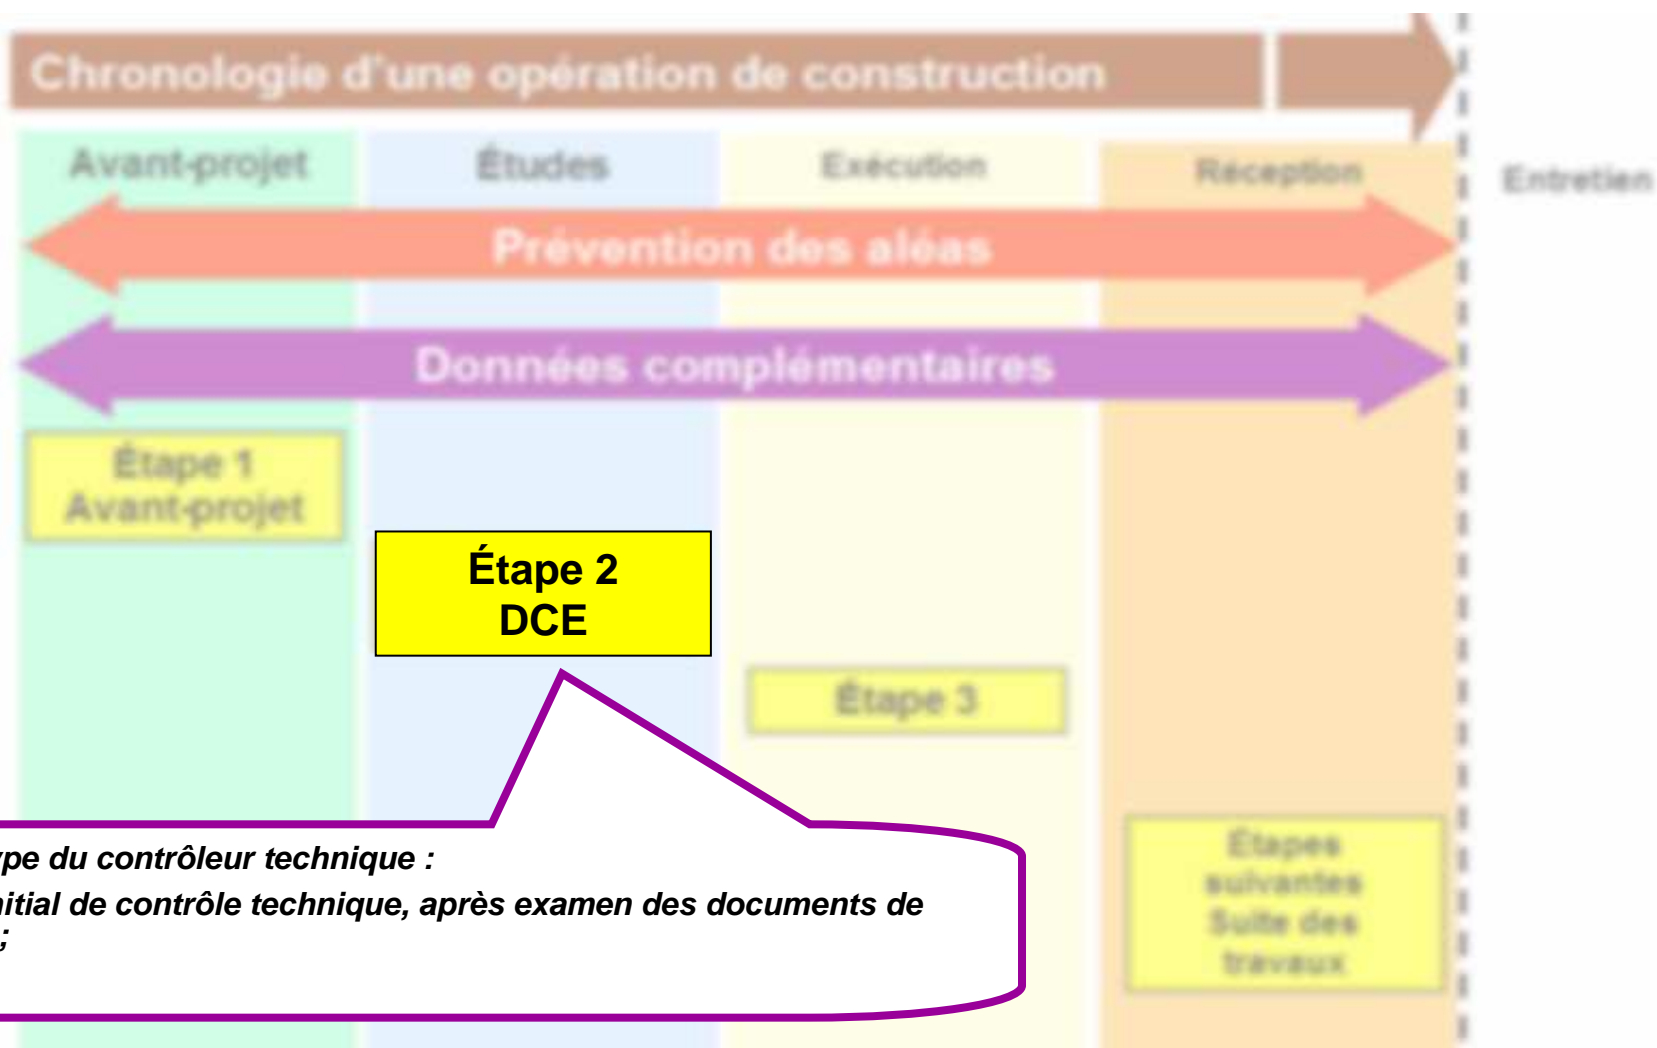 Chronologie d'une opération de construction
Avant-projet
Études
Exécution
Réception
Entretien
Prévention des aléas
Données complémentaires
Étape 1
Avant-projet
Étape 2
DCE
Étape 3
Etapes
suivantes
Suite des
travaux
ype du contrôleur technique :
nitial de contrôle technique, après examen des documents de
;